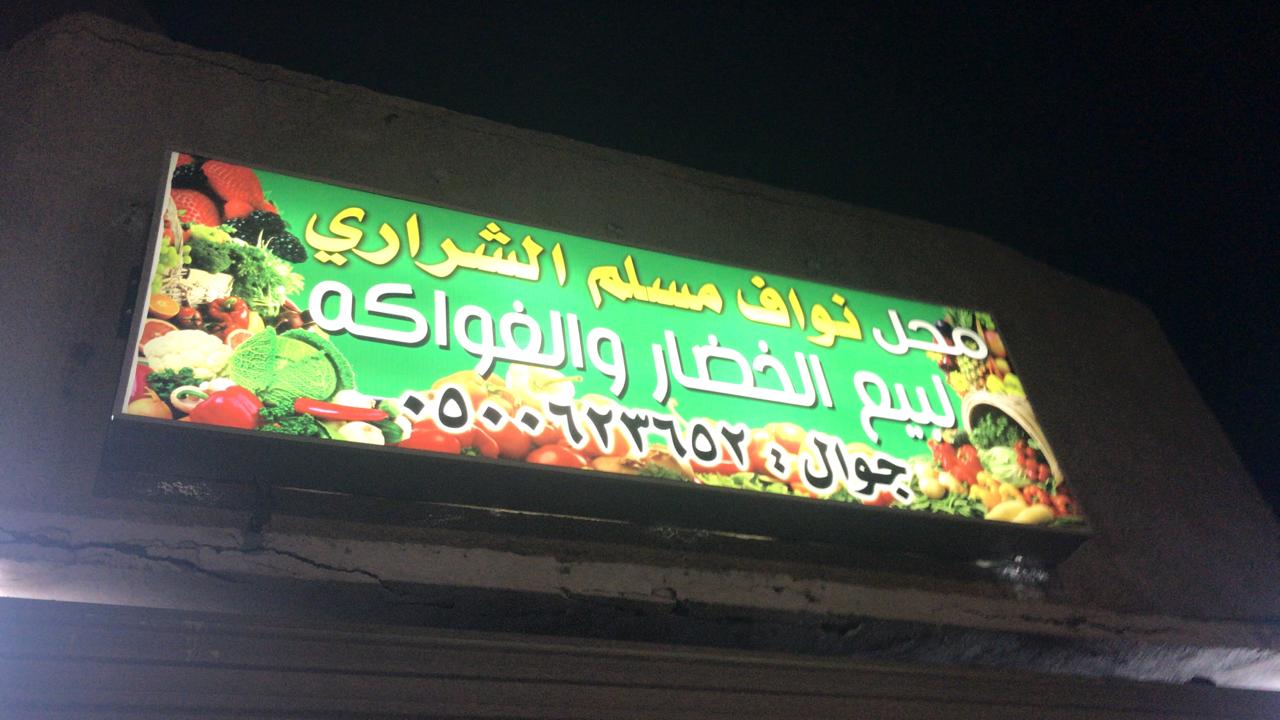 محل نواف مسلم الشراري
لبيع الخضار والفواكه
جوال : ٠٥٠٠٦٢٣٦٥٢